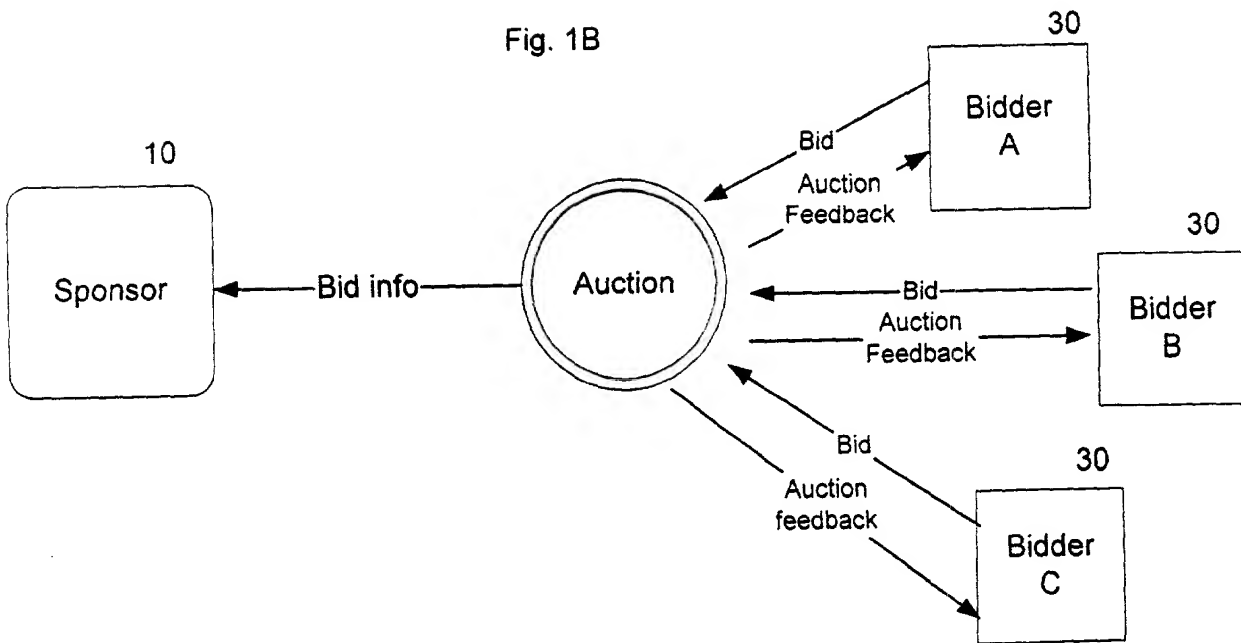 Fig. 1B
30
Bidder
A
Bid
Auction
Feedback
10
Sponsor
Bid info
Auction
30
Bidder
B
Bid
Auction
Feedback
30
Bidder
C
Bid
Auction
feedback